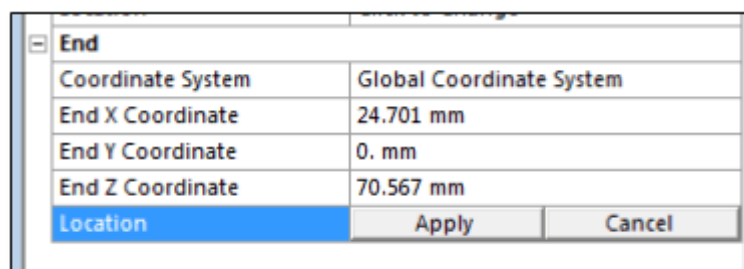 End
Coordinate System Global Coordinate System
End X Coordinate 24.701 mm
End Y Coordinate 0. mm
End Z Coordinate 70.567 mm
Location Apply Cancel